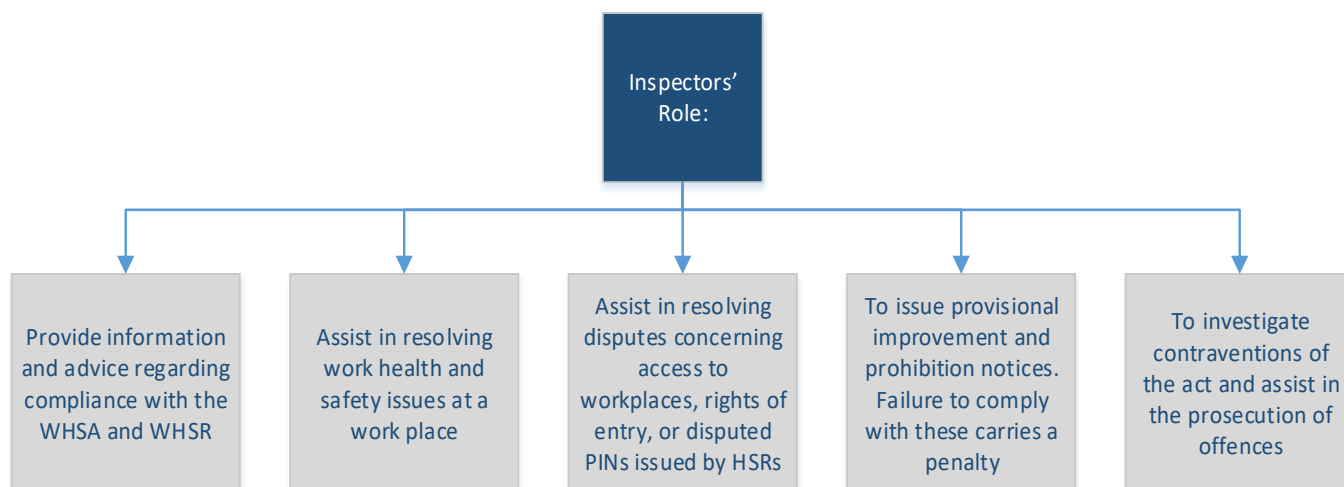 Inspectors’
Role:
Provide information
and advice regarding
compliance with the
WHSA and WHSR
Assist in resolving
work health and
safety issues at a
work place
Assist in resolving
disputes concerning
access to
workplaces, rights of
entry, or disputed
PINs issued by HSRs
To issue provisional
improvement and
prohibition notices.
Failure to comply
with these carries a
penalty
To investigate
contraventions of
the act and assist in
the prosecution of
offences